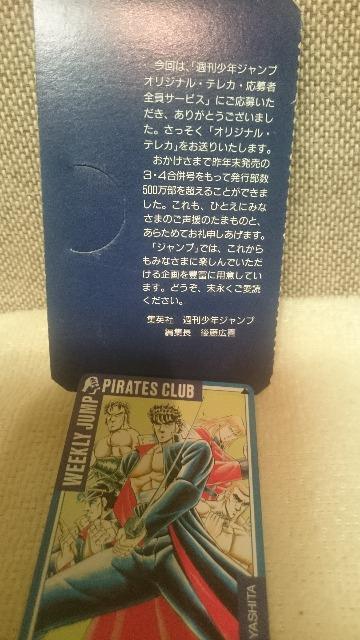 今回は、「週刊少年ジャンプ
オリジナル・テレカ・応募者
全員サービス」にご応募いた
だき、ありがとうございまし
た。さっそく「オリジナル・
テレカ」をお送りいたします。
おかげさまで昨年末発売の
3・4合併号をもって発行部数
500万部を超えることができま
した。これも、ひとえにみな
さまのご声援のたまものと、
あらためてお礼申しあげます。
「ジャンプ」では、これから
もみなさまに楽しんでいただ
ける企画を豊富に用意してい
ます。どうぞ、末永くご愛読
ください。
集英社 週刊少年ジャンプ
編集長 後藤広喜
WEEKLY JUMP
PIRATES CLUB
YASHITA